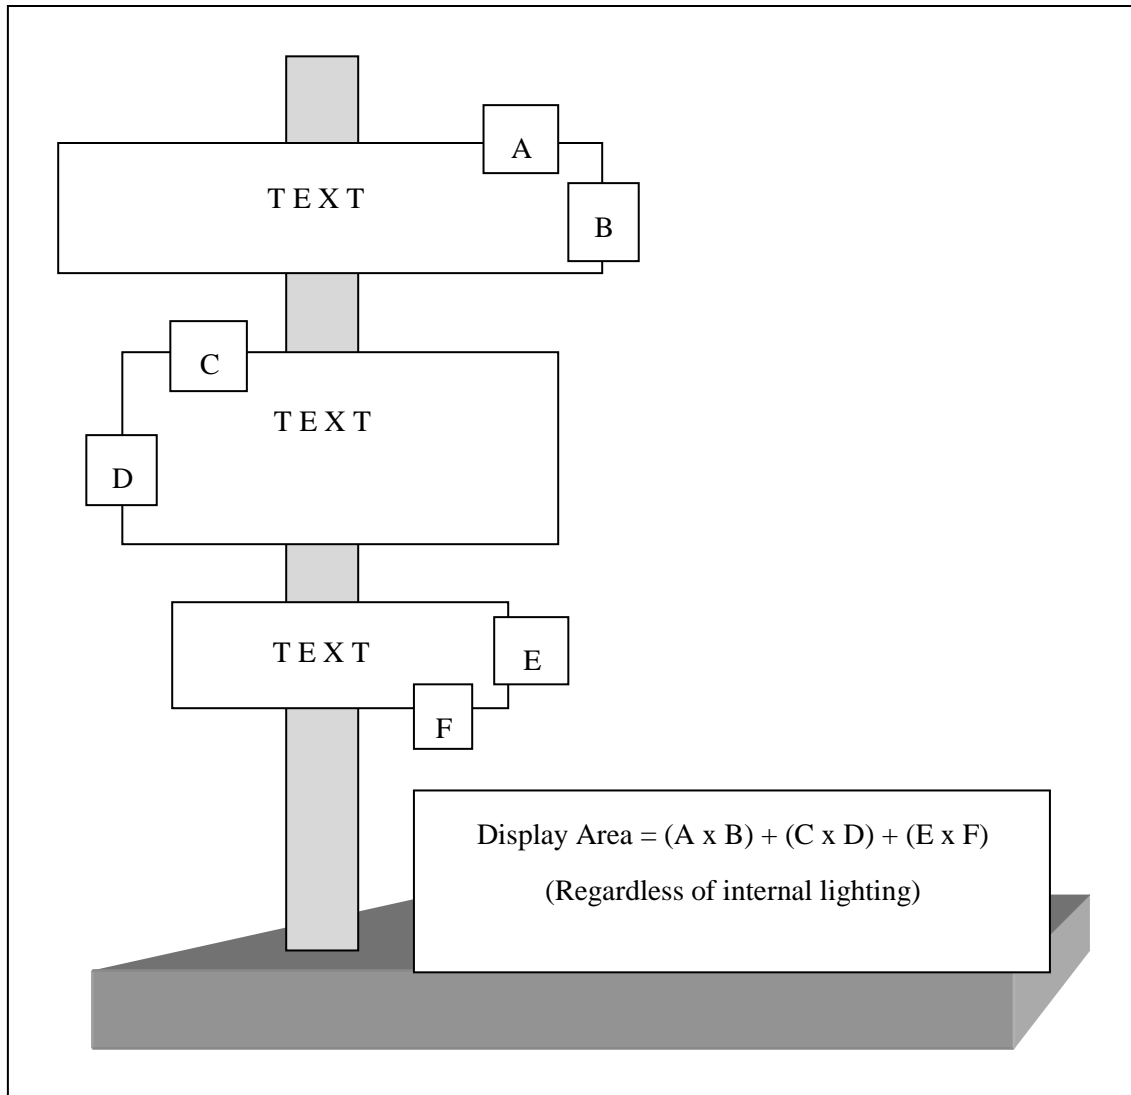 A
T E X T
B
C
T E X T
D
T E X T
E
F
Display Area = (A x B) + (C x D) + (E x F)
(Regardless of internal lighting)